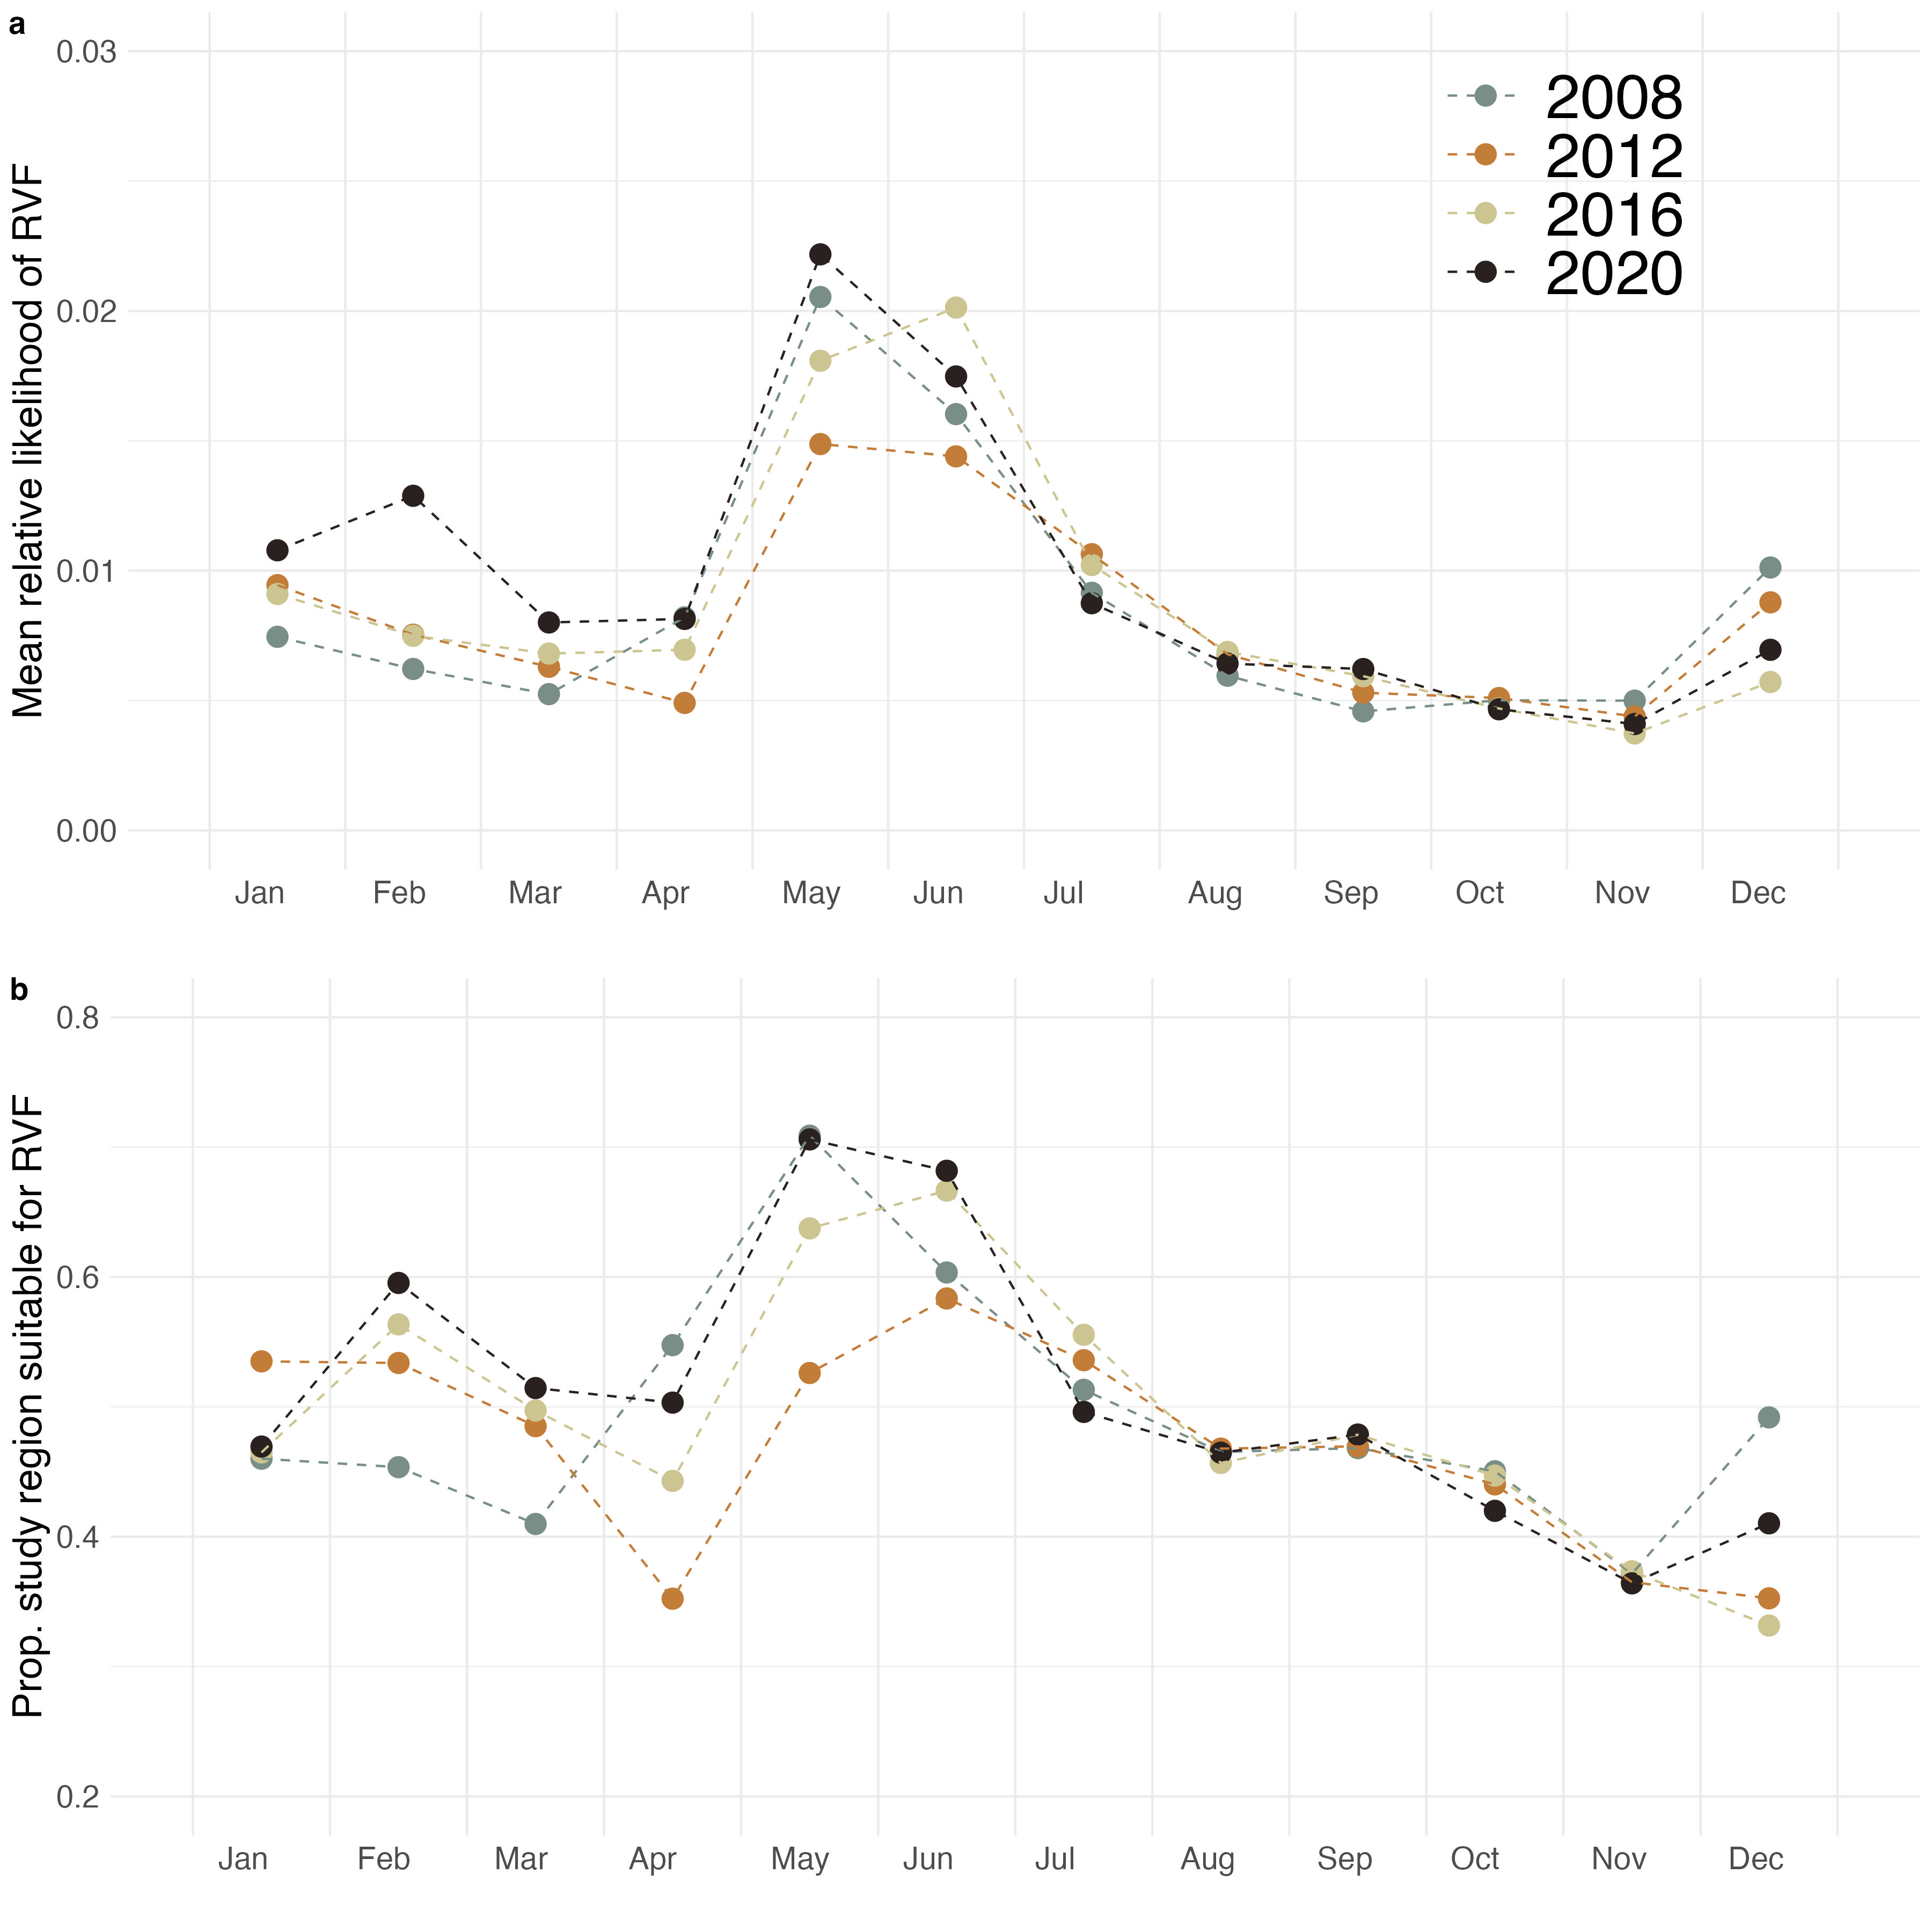 a
Mean relative likelihood of RVF
0.03
0.02
0.01
0.00
2008
2012
2016
2020
Jan Feb Mar Apr May Jun Jul Aug Sep Oct Nov Dec
b
Prop. study region suitable for RVF
0.8
0.6
0.4
0.2
Jan Feb Mar Apr May Jun Jul Aug Sep Oct Nov Dec